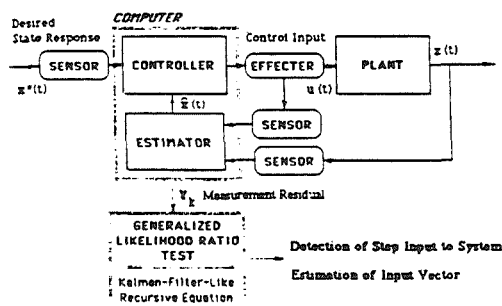 COMPUTER
Desired
State Response
Control Input
z(t)
SENSOR
CONTROLLER
EFFECTER
PLANT
x*(t)
u(t)
x̂(t)
SENSOR
ESTIMATOR
SENSOR
γk Measurement Residual
GENERALIZED
LIKELIHOOD RATIO
TEST
Detection of Step Input to System
Kalman-Filter-Like
Estimation of Input Vector
Recursive Equation